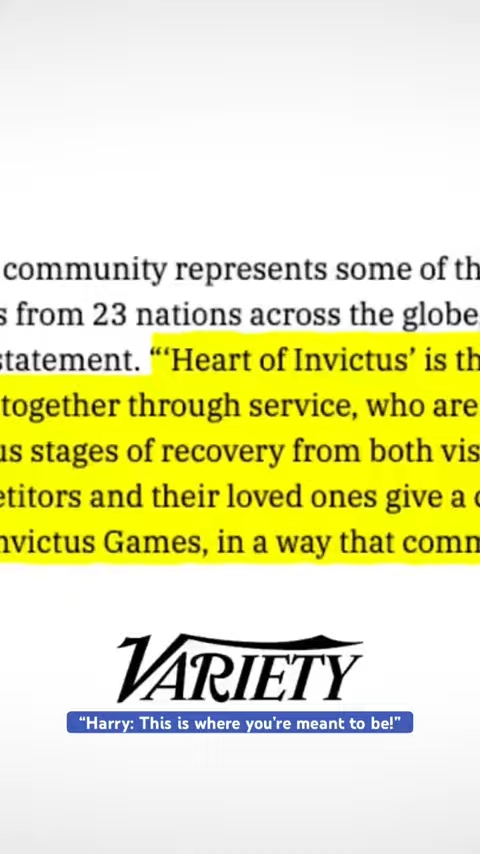 community represents some of th
s from 23 nations across the globe,
statement. “‘Heart of Invictus’ is th
together through service, who are
us stages of recovery from both vis
etitors and their loved ones give a
nvictus Games, in a way that comm
VARIETY
“Harry: This is where you're meant to be!”